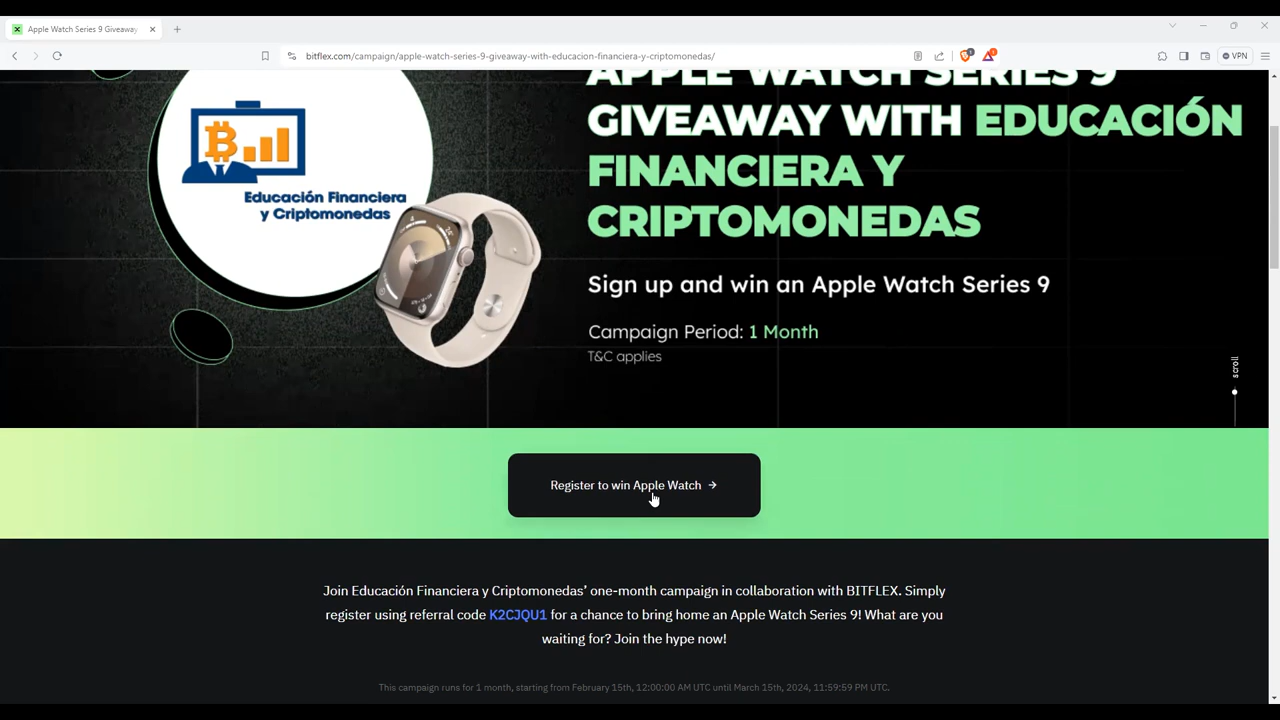 Apple Watch Series 9 Giveaway
bitflex.com/campaign/apple-watch-series-9-giveaway-with-educacion-financiera-y-criptomonedas/
VPN
APPLE WATCH SERIES 9
GIVEAWAY WITH EDUCACIÓN
FINANCIERA Y
CRIPTOMONEDAS
Educación Financiera
y Criptomonedas
Sign up and win an Apple Watch Series 9
Campaign Period: 1 Month
T&C applies
scroll
Register to win Apple Watch →
Join Educación Financiera y Criptomonedas’ one-month campaign in collaboration with BITFLEX. Simply
register using referral code K2CJQU1 for a chance to bring home an Apple Watch Series 9! What are you
waiting for? Join the hype now!
This campaign runs for 1 month, starting from February 15th, 12:00:00 AM UTC until March 15th, 2024, 11:59:59 PM UTC.